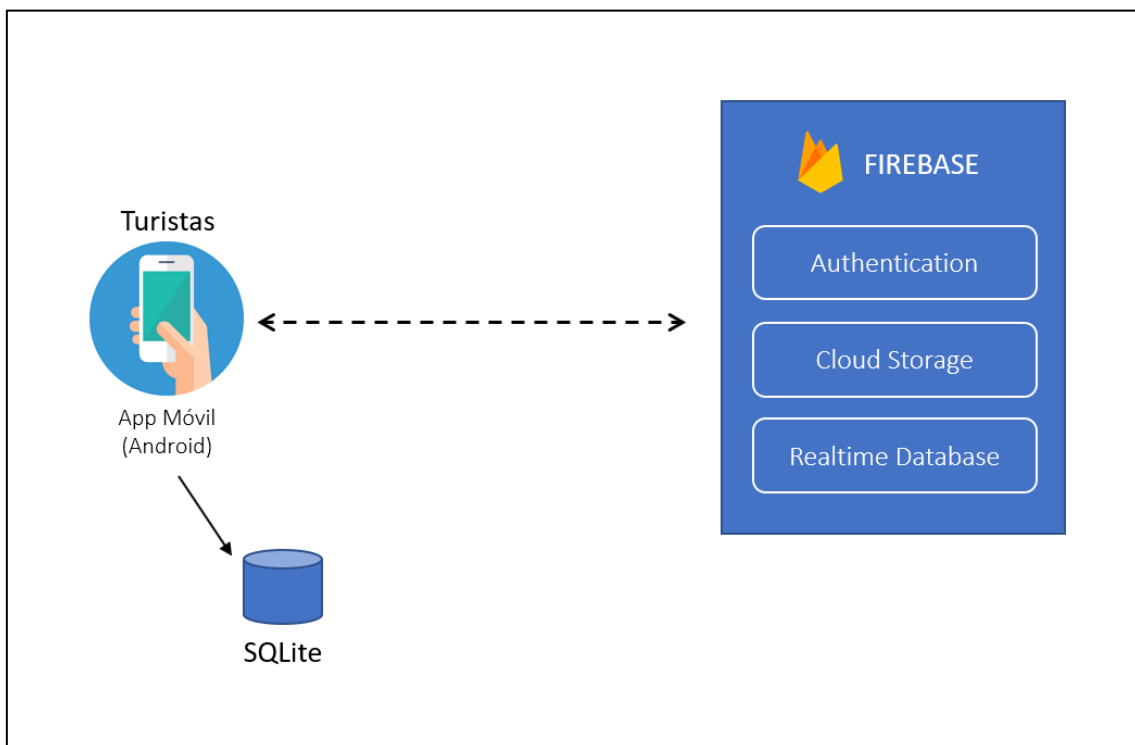 Turistas
App Móvil
(Android)
SQLite
FIREBASE
Authentication
Cloud Storage
Realtime Database